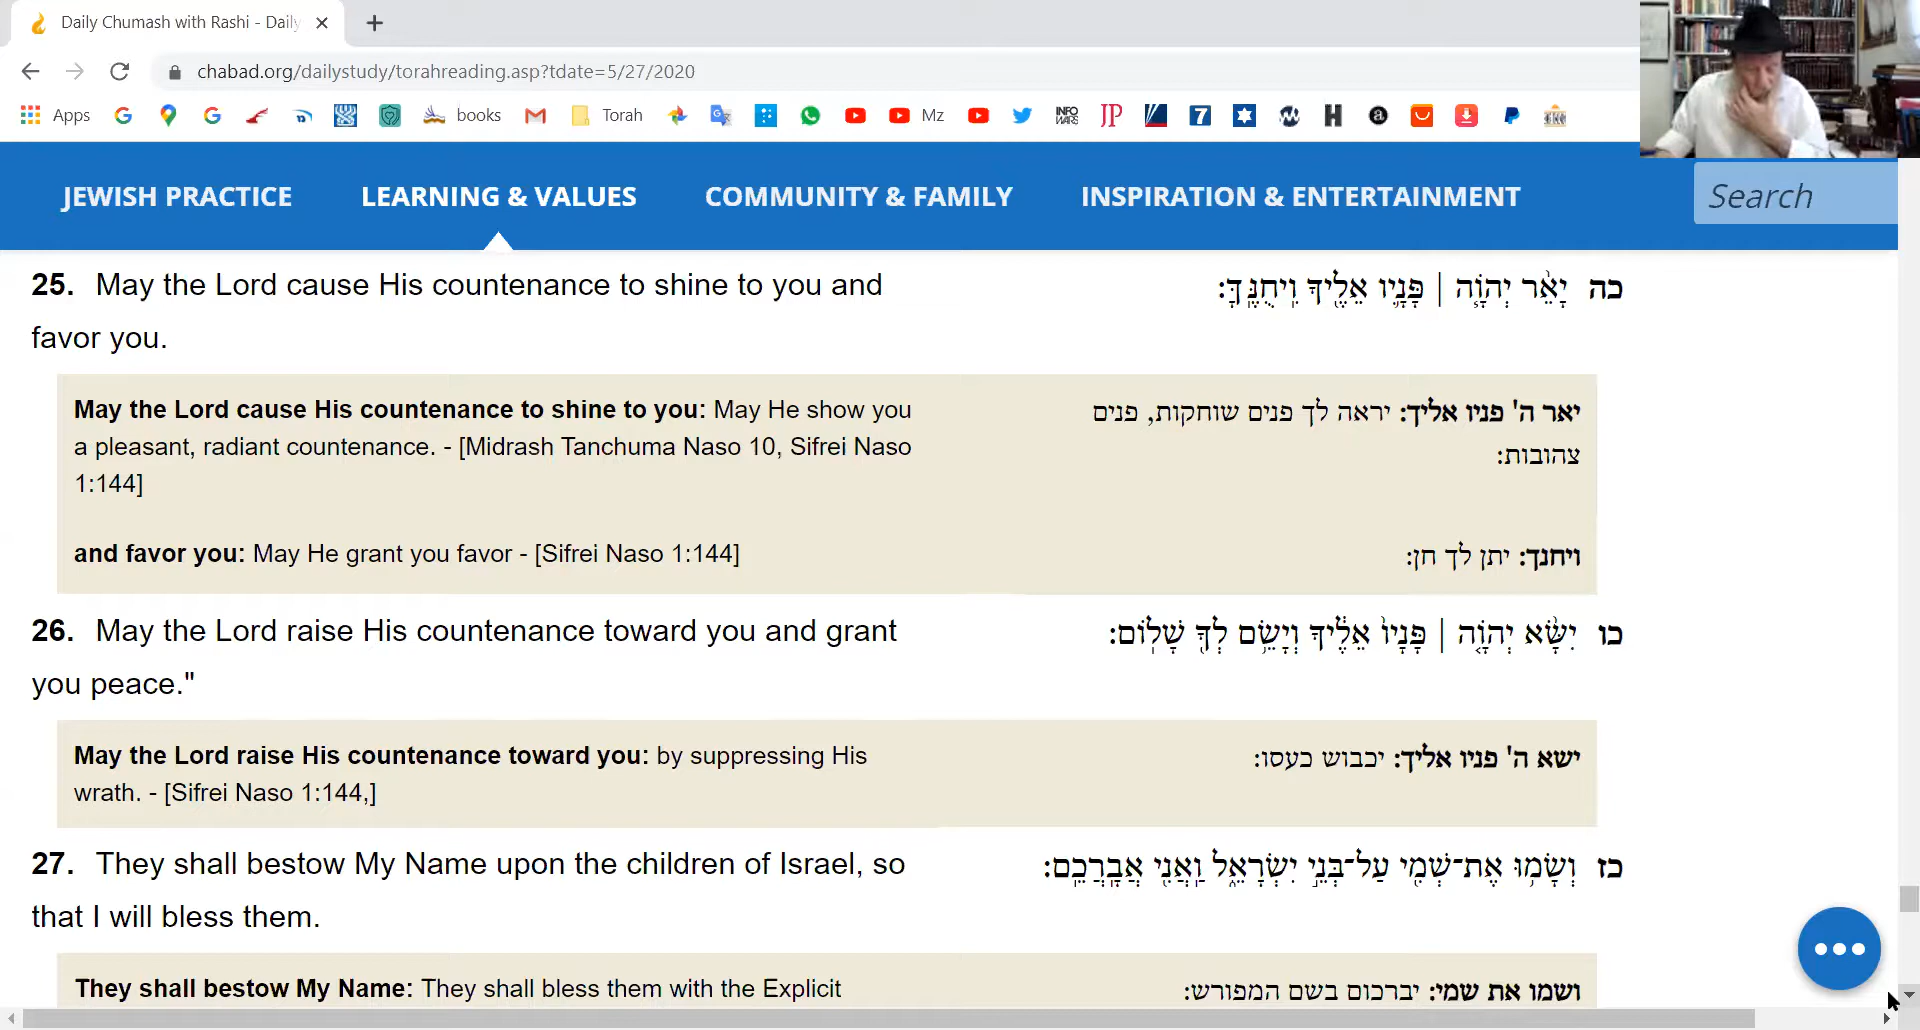 Daily Chumash with Rashi - Daily
chabad.org/dailystudy/torahreading.asp?tdate=5/27/2020
Apps books Torah Mz INFO WARS JP 7 H a
JEWISH PRACTICE LEARNING & VALUES COMMUNITY & FAMILY INSPIRATION & ENTERTAINMENT Search
25. May the Lord cause His countenance to shine to you and
favor you.
כה יָאֵ֨ר יְהֹוָ֧ה | פָּנָ֛יו אֵלֶ֖יךָ וִֽיחֻנֶּֽךָּ:
May the Lord cause His countenance to shine to you: May He show you
a pleasant, radiant countenance. - [Midrash Tanchuma Naso 10, Sifrei Naso
1:144]
יאר ה' פניו אליך: יראה לך פנים שוחקות, פנים
צהובות:
and favor you: May He grant you favor - [Sifrei Naso 1:144]
ויחנך: יתן לך חן:
26. May the Lord raise His countenance toward you and grant
you peace."
כו יִשָּׂ֨א יְהֹוָ֤ה | פָּנָיו֙ אֵלֶ֔יךָ וְיָשֵׂ֥ם לְךָ֖ שָׁלֽוֹם:
May the Lord raise His countenance toward you: by suppressing His
wrath. - [Sifrei Naso 1:144,]
ישא ה' פניו אליך: יכבוש כעסו:
27. They shall bestow My Name upon the children of Israel, so
that I will bless them.
כז וְשָׂמ֥וּ אֶת־שְׁמִ֖י עַל־בְּנֵ֣י יִשְׂרָאֵ֑ל וַֽאֲנִ֖י אֲבָֽרְכֵֽם:
They shall bestow My Name: They shall bless them with the Explicit
ושמו את שמי: יברכום בשם המפורש: